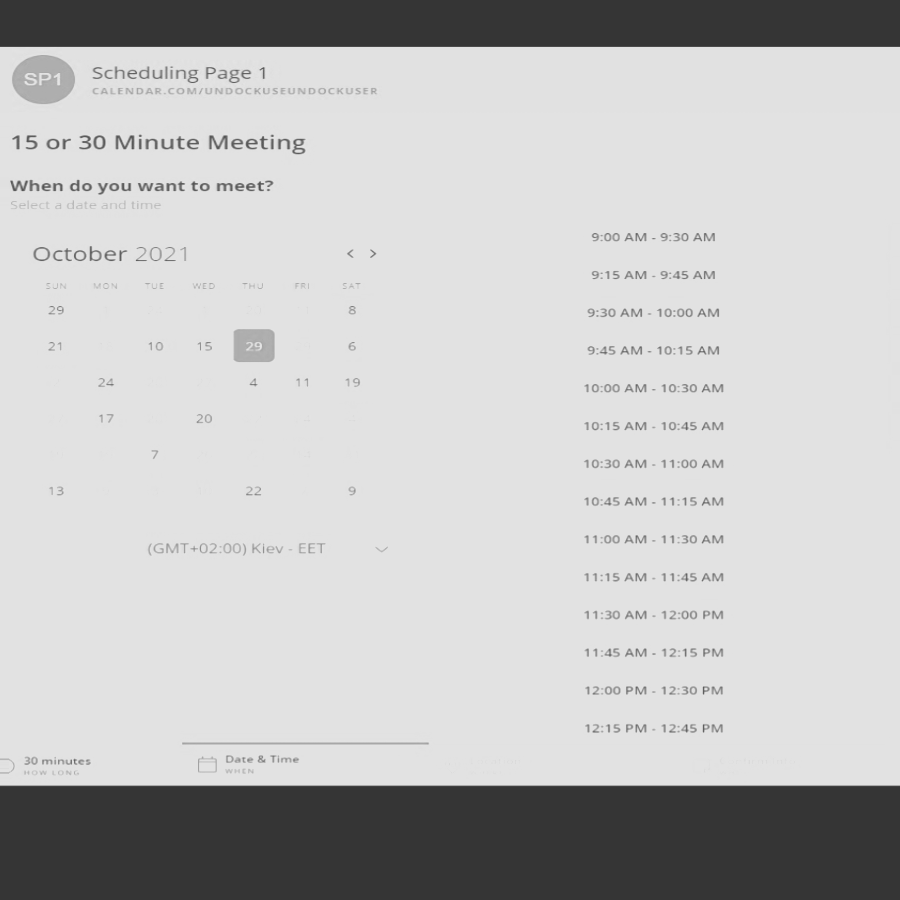 SP1
Scheduling Page 1
CALENDAR.COM/UNDOCKUSEUNDOCKUSER
15 or 30 Minute Meeting
When do you want to meet?
Select a date and time
October 2021
< >
SUN MON TUE WED THU FRI SAT
29 8
21 10 15 29 6
24 4 11 19
17 20
7
13 22 9
(GMT+02:00) Kiev - EET
9:00 AM - 9:30 AM
9:15 AM - 9:45 AM
9:30 AM - 10:00 AM
9:45 AM - 10:15 AM
10:00 AM - 10:30 AM
10:15 AM - 10:45 AM
10:30 AM - 11:00 AM
10:45 AM - 11:15 AM
11:00 AM - 11:30 AM
11:15 AM - 11:45 AM
11:30 AM - 12:00 PM
11:45 AM - 12:15 PM
12:00 PM - 12:30 PM
12:15 PM - 12:45 PM
30 minutes
HOW LONG
Date & Time
WHEN